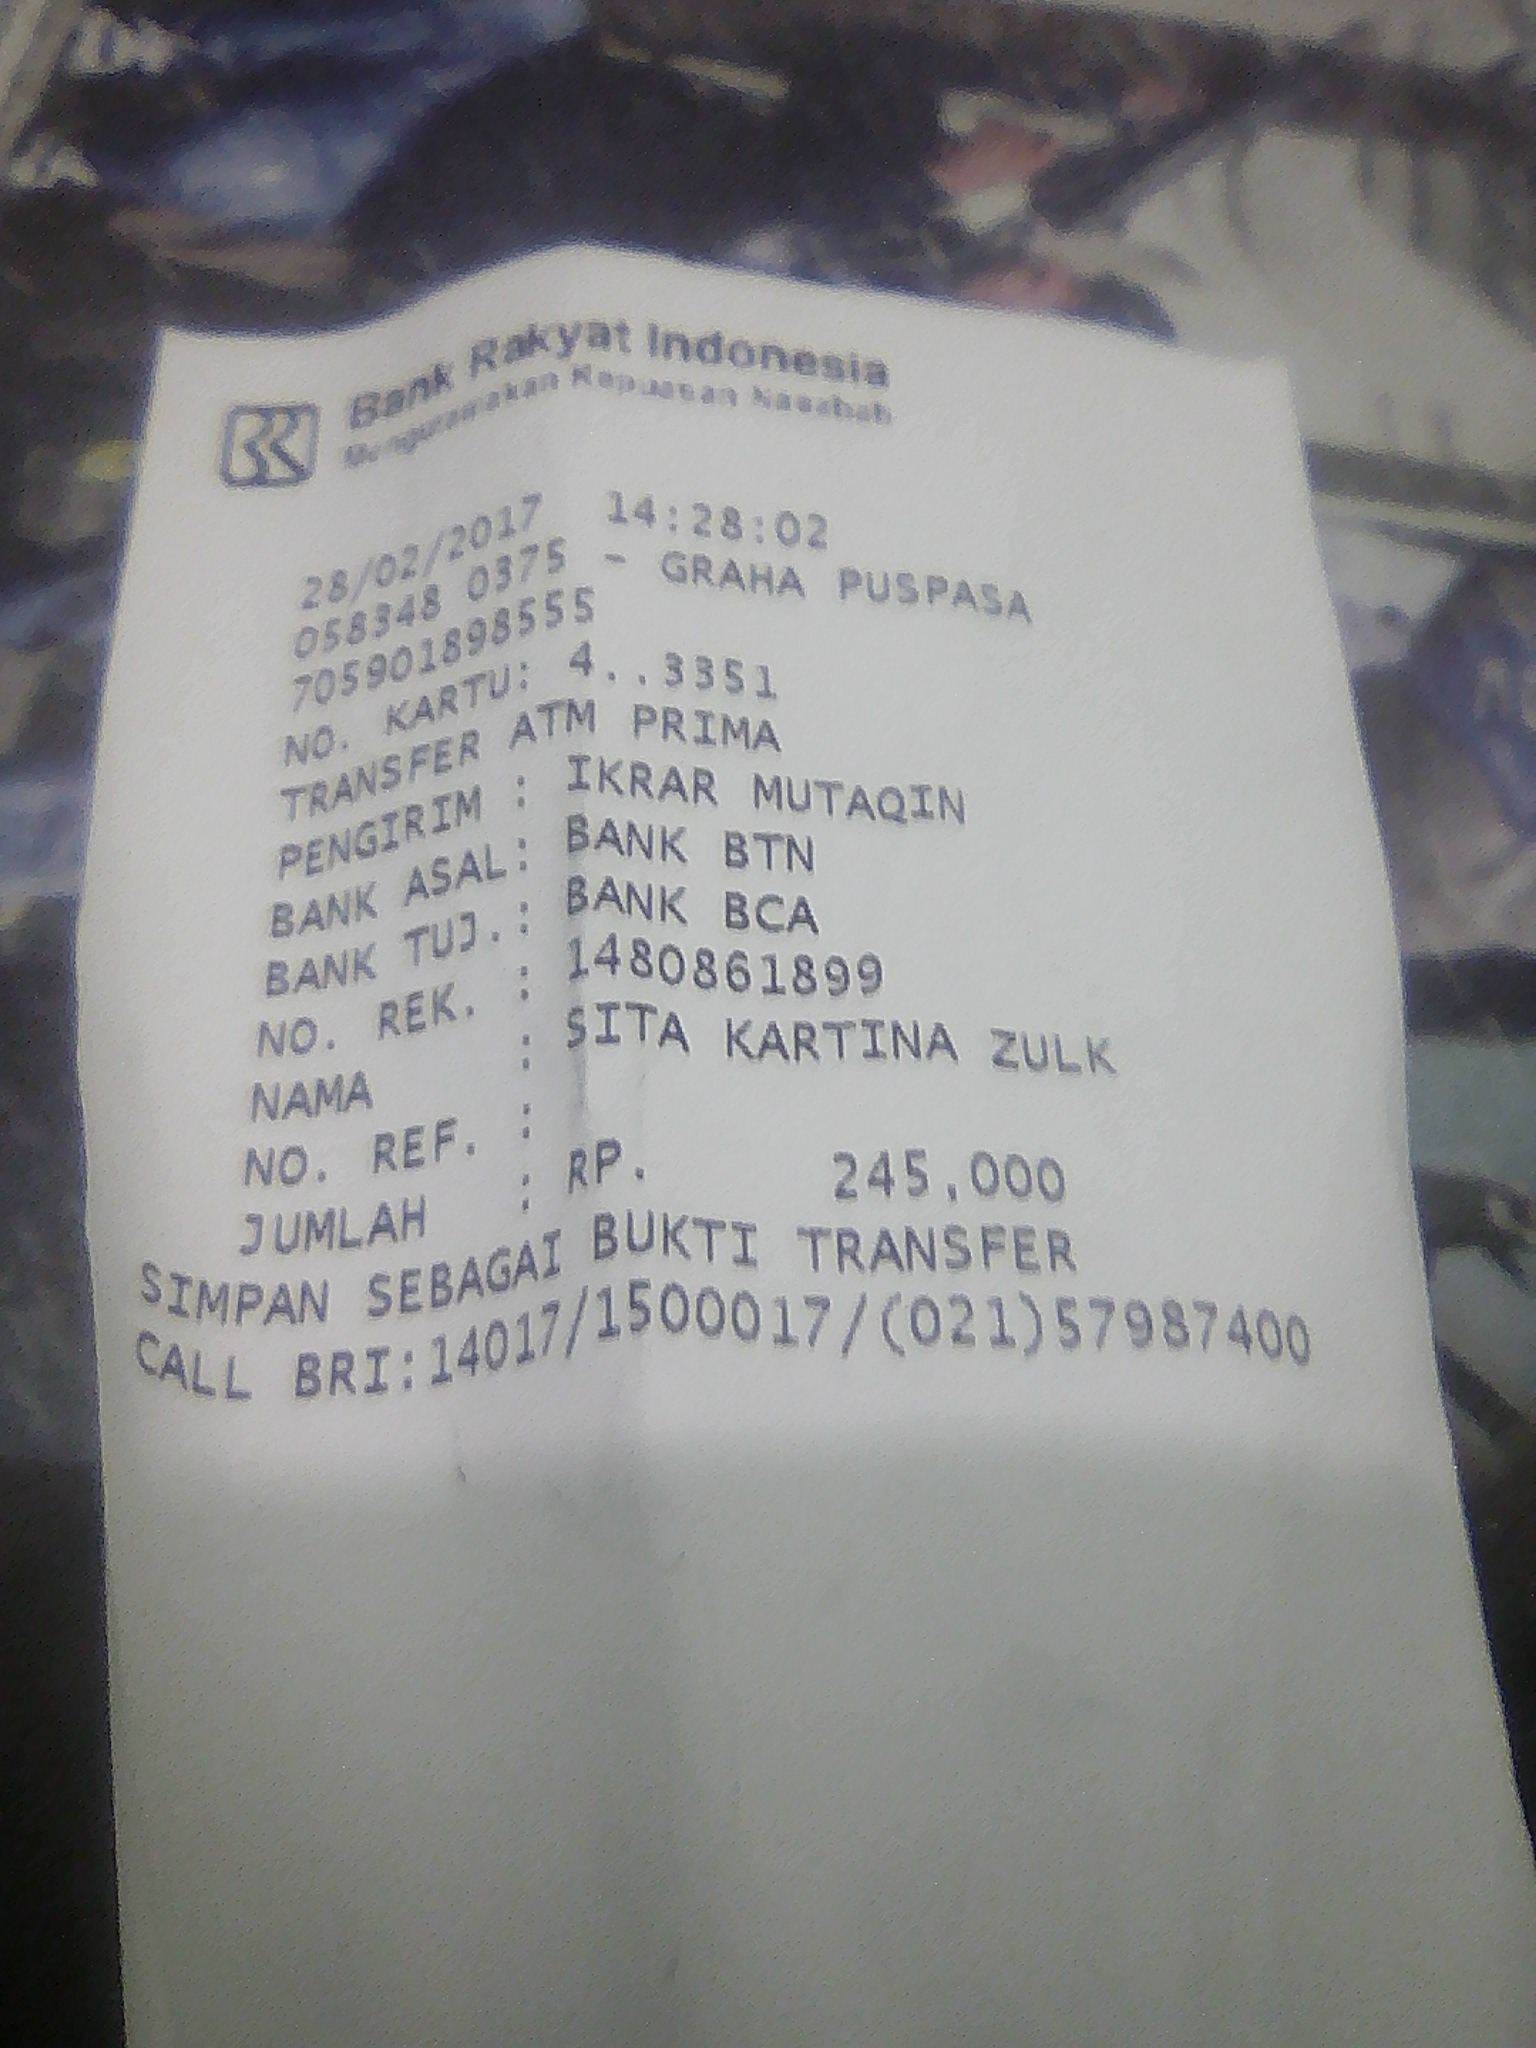 Bank Rakyat Indonesia
Mengutamakan Kepuasan Nasabah
28/02/2017 14:28:02
058348 0375 - GRAHA PUSPASA
705901898555
NO. KARTU: 4..3351
TRANSFER ATM PRIMA
PENGIRIM : IKRAR MUTAQIN
BANK ASAL: BANK BTN
BANK TUJ.: BANK BCA
NO. REK. : 1480861899
NAMA : SITA KARTINA ZULK
NO. REF. :
JUMLAH : RP. 245,000
SIMPAN SEBAGAI BUKTI TRANSFER
CALL BRI:14017/1500017/(021)57987400